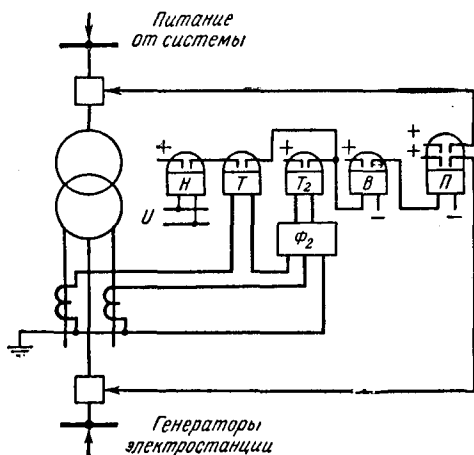 Питание
от системы
+ + + + +
Н Т Т₂ В П
U
Ф₂
Генераторы
электростанции